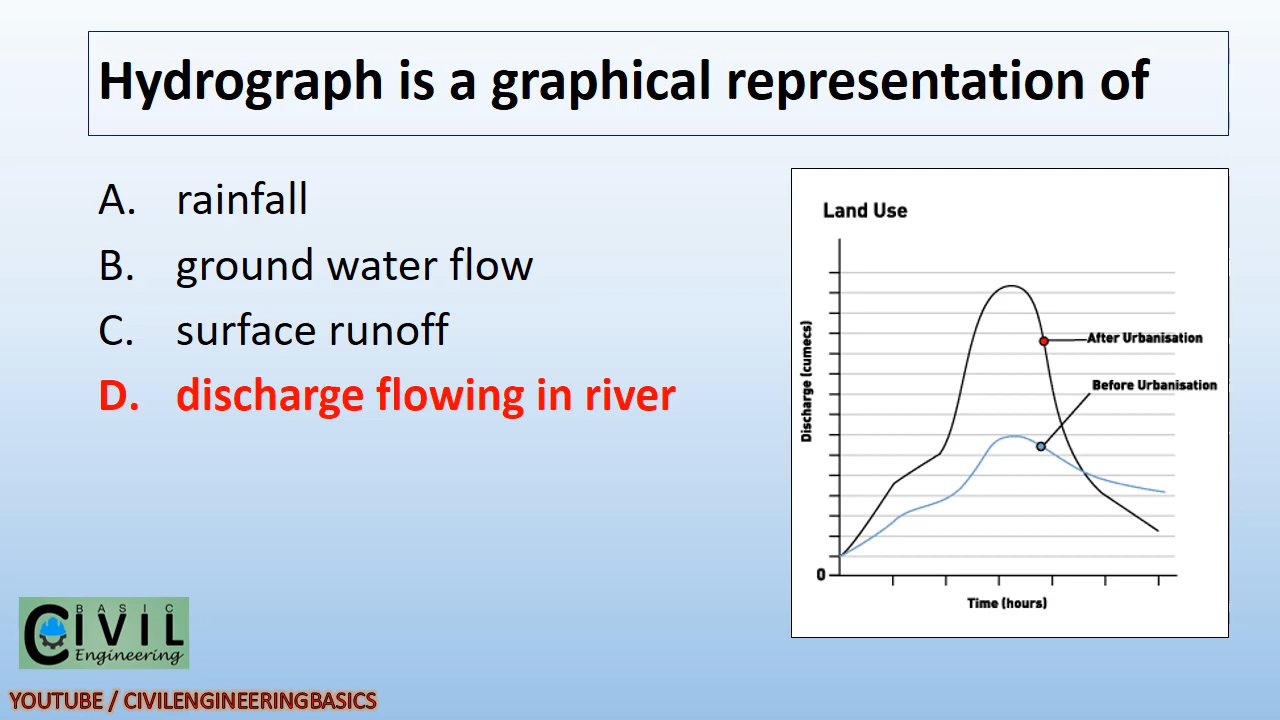 Hydrograph is a graphical representation of
A. rainfall
B. ground water flow
C. surface runoff
D. discharge flowing in river
Land Use
Discharge (cumecs)
After Urbanisation
Before Urbanisation
0
Time (hours)
BASIC
CIVIL
Engineering
YOUTUBE / CIVILENGINEERINGBASICS